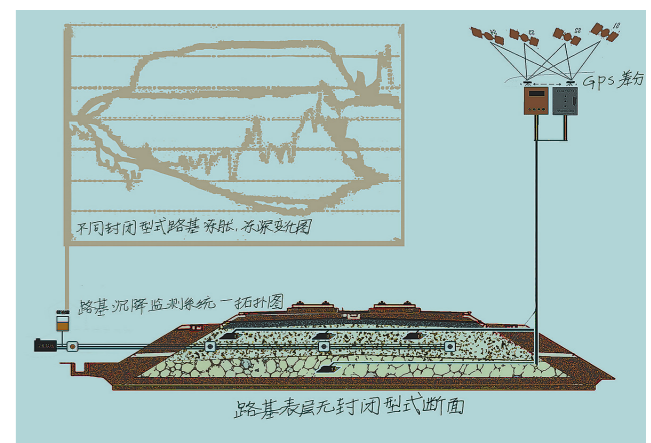 GPS差分
不同封闭型式路基冻胀、冻深变化图
路基沉降监测系统一拓扑图
路基表层无封闭型式断面